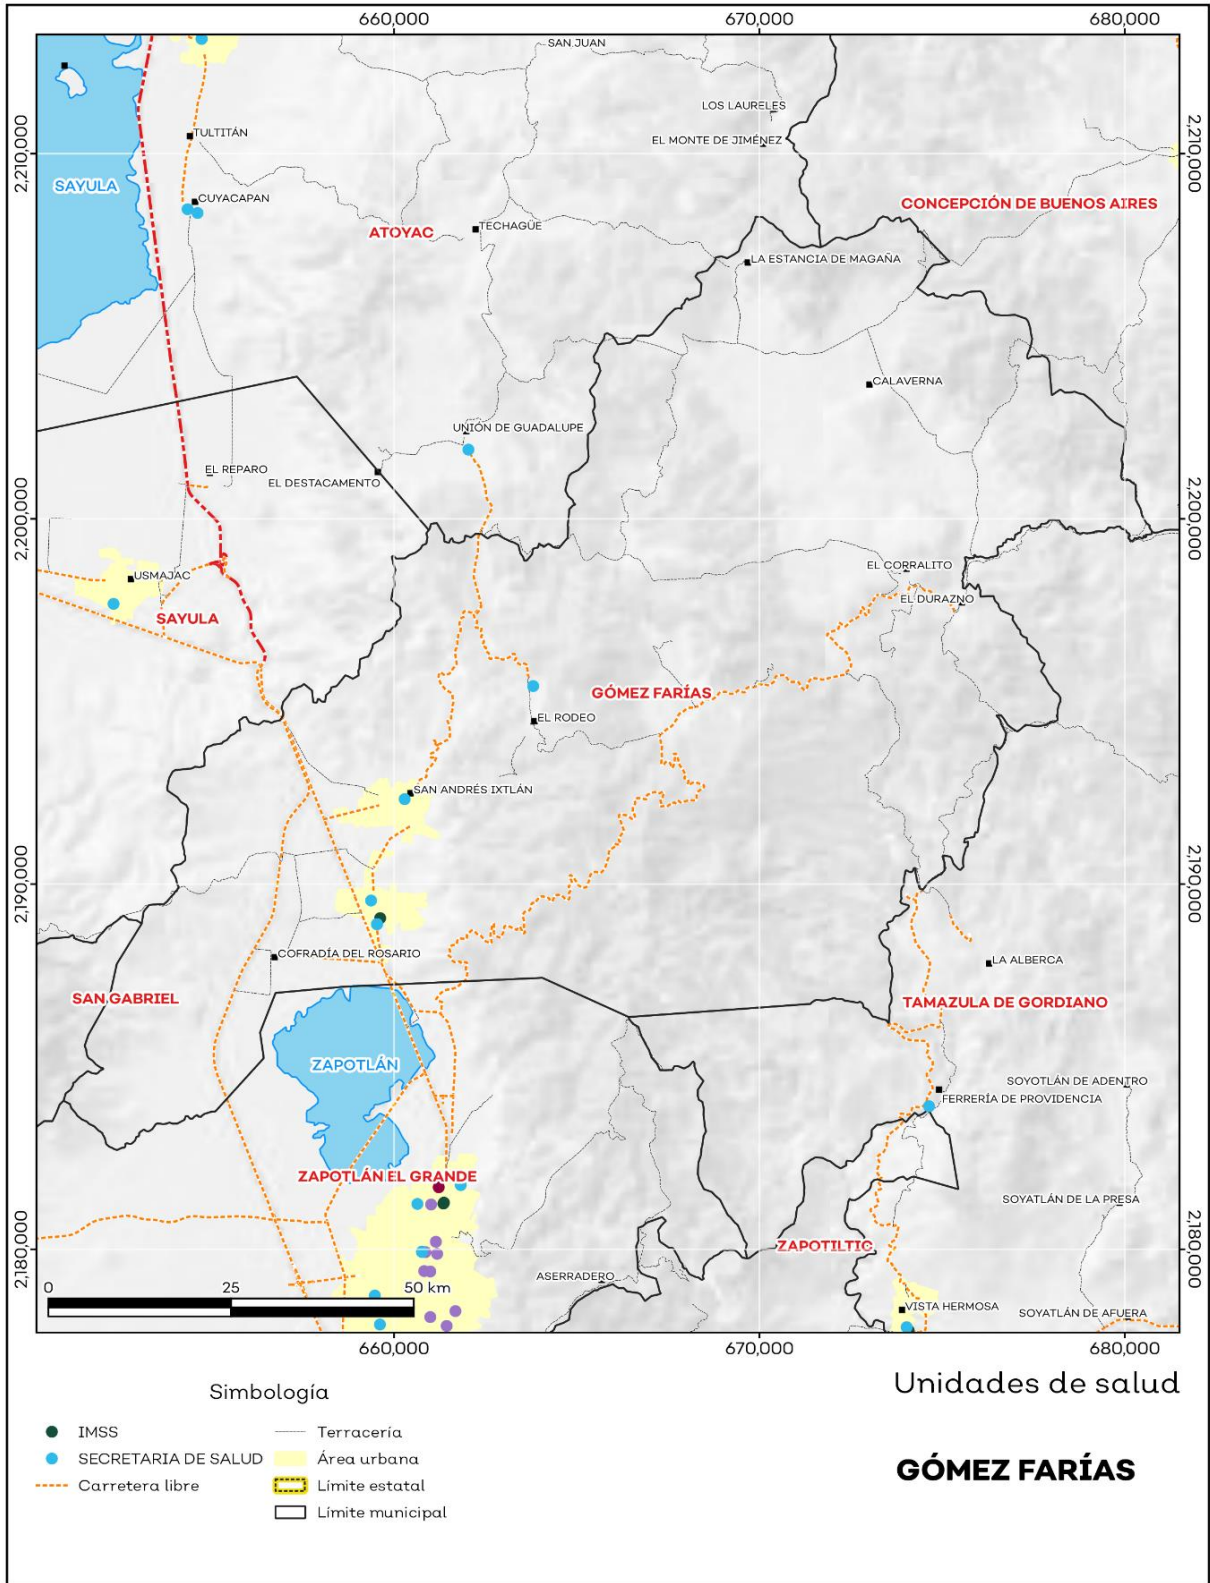 660,000 670,000 680,000
SAN JUAN
LOS LAURELES
TULTITÁN
EL MONTE DE JIMÉNEZ
2,210,000 2,210,000
SAYULA
CUYACAPAN
CONCEPCIÓN DE BUENOS AIRES
ATOYAC
TECHAGÜE
LA ESTANCIA DE MAGAÑA
CALAVERNA
UNIÓN DE GUADALUPE
EL REPARO
EL DESTACAMENTO
2,200,000 2,200,000
EL CORRALITO
USMAJAC
EL DURAZNO
SAYULA
GÓMEZ FARÍAS
EL RODEO
SAN ANDRÉS IXTLÁN
2,190,000 2,190,000
COFRADÍA DEL ROSARIO
LA ALBERCA
SAN GABRIEL
TAMAZULA DE GORDIANO
ZAPOTLÁN
SOYOTLÁN DE ADENTRO
FERRERÍA DE PROVIDENCIA
ZAPOTLÁN EL GRANDE
SOYATLÁN DE LA PRESA
2,180,000 2,180,000
ZAPOTILTIC
ASERRADERO
0 25 50 km
VISTA HERMOSA
SOYATLÁN DE AFUERA
660,000 670,000 680,000
Unidades de salud
GÓMEZ FARÍAS
Simbología
IMSS
SECRETARIA DE SALUD
Carretera libre
Terracería
Área urbana
Límite estatal
Límite municipal